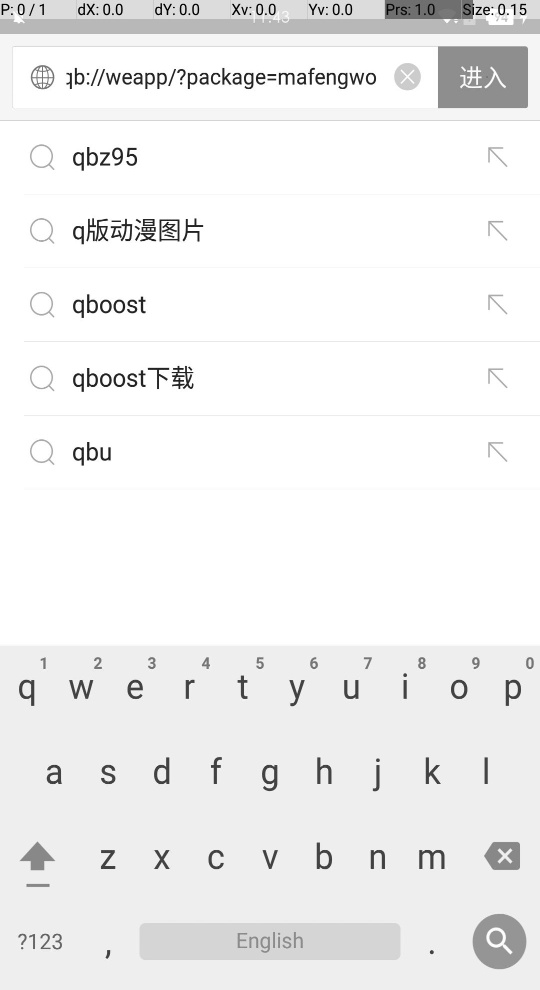 P: 0 / 1 dX: 0.0 dY: 0.0 Xv: 0.0 Yv: 0.0 Prs: 1.0 Size: 0.15
11:43
qb://weapp/?package=mafengwo 进入
qbz95
q版动漫图片
qboost
qboost下载
qbu
1 2 3 4 5 6 7 8 9 0
q w e r t y u i o p
a s d f g h j k l
z x c v b n m
?123 , English .